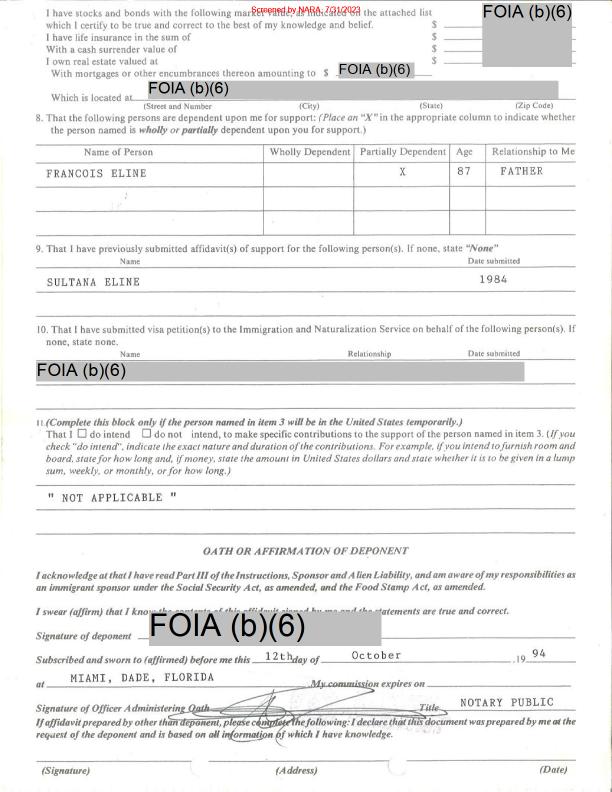 Screened by NARA, 7/31/2023
I have stocks and bonds with the following market value, as indicated on the attached list
which I certify to be true and correct to the best of my knowledge and belief. $ FOIA (b)(6)
I have life insurance in the sum of $
With a cash surrender value of $
I own real estate valued at $
With mortgages or other encumbrances thereon amounting to $ FOIA (b)(6)
Which is located at FOIA (b)(6)
(Street and Number) (City) (State) (Zip Code)
8. That the following persons are dependent upon me for support: (Place an "X" in the appropriate column to indicate whether
the person named is wholly or partially dependent upon you for support.)
Name of Person Wholly Dependent Partially Dependent Age Relationship to Me
FRANCOIS ELINE X 87 FATHER
9. That I have previously submitted affidavit(s) of support for the following person(s). If none, state "None"
Name Date submitted
SULTANA ELINE 1984
10. That I have submitted visa petition(s) to the Immigration and Naturalization Service on behalf of the following person(s). If
none, state none.
Name Relationship Date submitted
FOIA (b)(6)
11. (Complete this block only if the person named in item 3 will be in the United States temporarily.)
That I ☐ do intend ☐ do not intend, to make specific contributions to the support of the person named in item 3. (If you
check "do intend", indicate the exact nature and duration of the contributions. For example, if you intend to furnish room and
board, state for how long and, if money, state the amount in United States dollars and state whether it is to be given in a lump
sum, weekly, or monthly, or for how long.)
" NOT APPLICABLE "
OATH OR AFFIRMATION OF DEPONENT
I acknowledge at that I have read Part III of the Instructions, Sponsor and Alien Liability, and am aware of my responsibilities as
an immigrant sponsor under the Social Security Act, as amended, and the Food Stamp Act, as amended.
I swear (affirm) that I know the contents of this affidavit signed by me and the statements are true and correct.
Signature of deponent FOIA (b)(6)
Subscribed and sworn to (affirmed) before me this 12th day of October ,19 94
at MIAMI, DADE, FLORIDA My commission expires on
Signature of Officer Administering Oath Title NOTARY PUBLIC
If affidavit prepared by other than deponent, please complete the following: I declare that this document was prepared by me at the
request of the deponent and is based on all information of which I have knowledge.
(Signature) (Address) (Date)